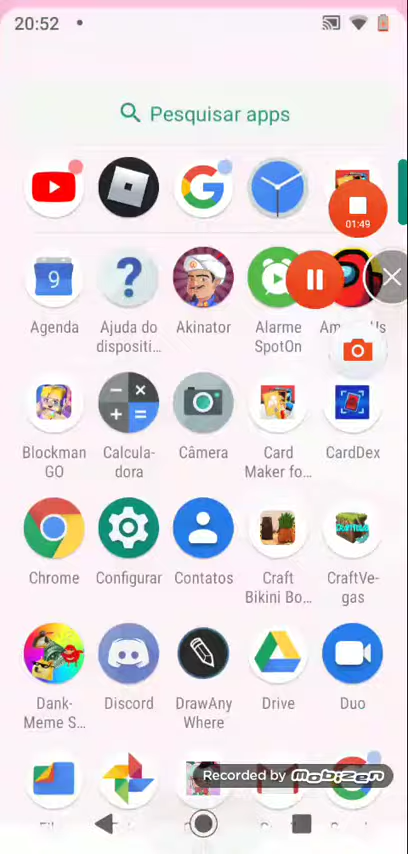 20:52
Pesquisar apps
01:49
9
Agenda
Ajuda do
dispositi...
Akinator
Alarme
SpotOn
Blockman
GO
Calcula-
dora
Câmera
Card
Maker fo...
CardDex
Chrome
Configurar
Contatos
Craft
Bikini Bo...
CraftVe-
gas
Dank-
Meme S...
Discord
DrawAny
Where
Drive
Duo
Recorded by Mobizen